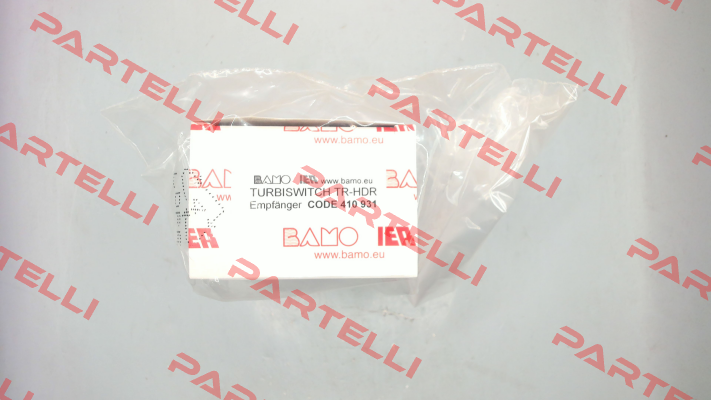 BAMO IER
www.bamo.eu
BAMO IER www.bamo.eu
TURBISWITCH TR-HDR
Empfänger CODE 410 931
IER BAMO IER
www.bamo.eu
PARTELLI
PARTELLI
PARTELLI
PARTELLI
PARTELLI
PARTELLI
PARTELLI
PARTELLI
PARTELLI